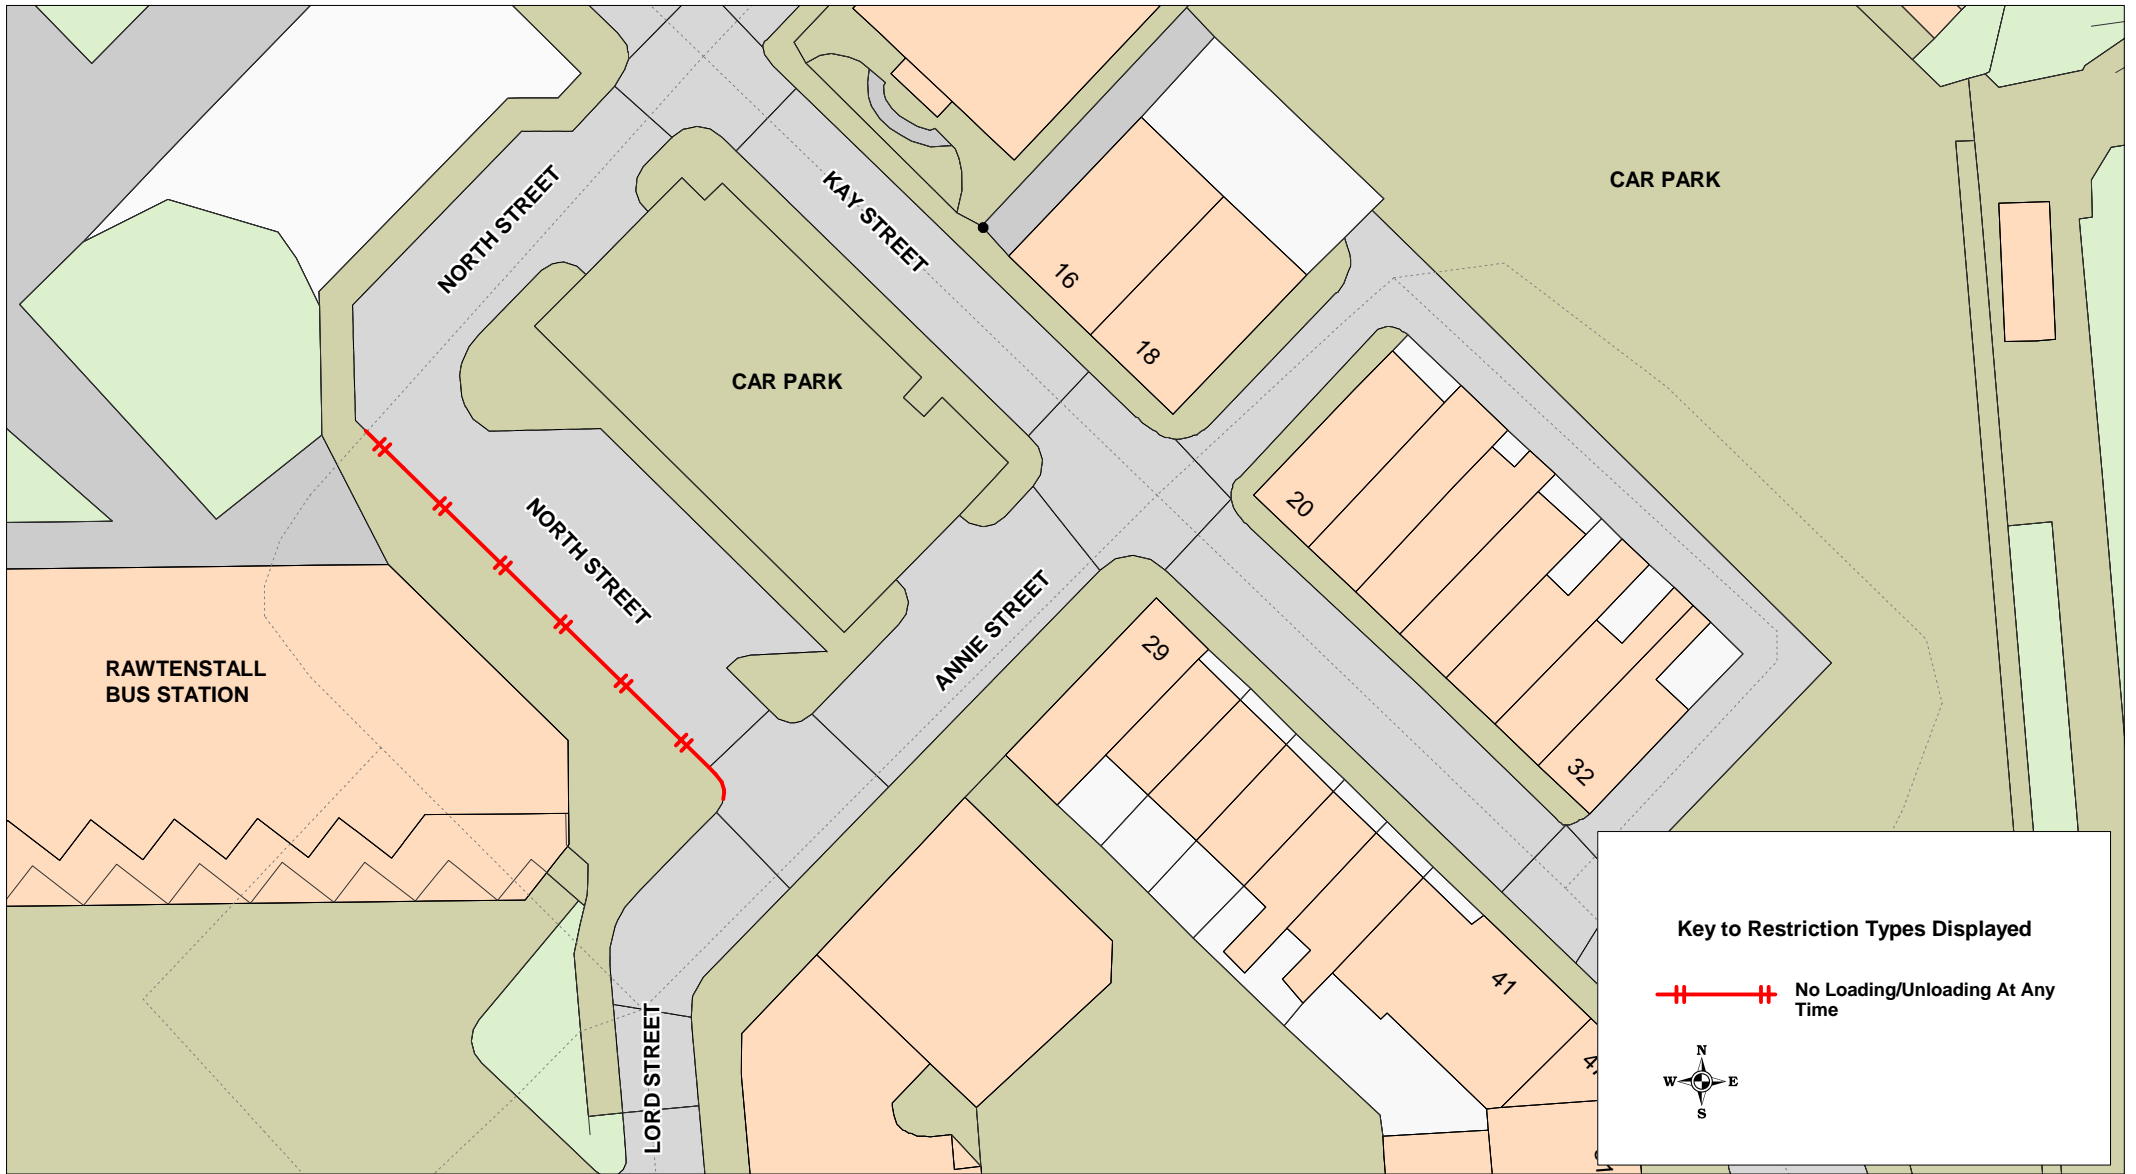 NORTH STREET
KAY STREET
CAR PARK
16
18
CAR PARK
20
NORTH STREET
ANNIE STREET
29
RAWTENSTALL
BUS STATION
32
41
LORD STREET
Key to Restriction Types Displayed
No Loading/Unloading At Any
Time
N
W E
S